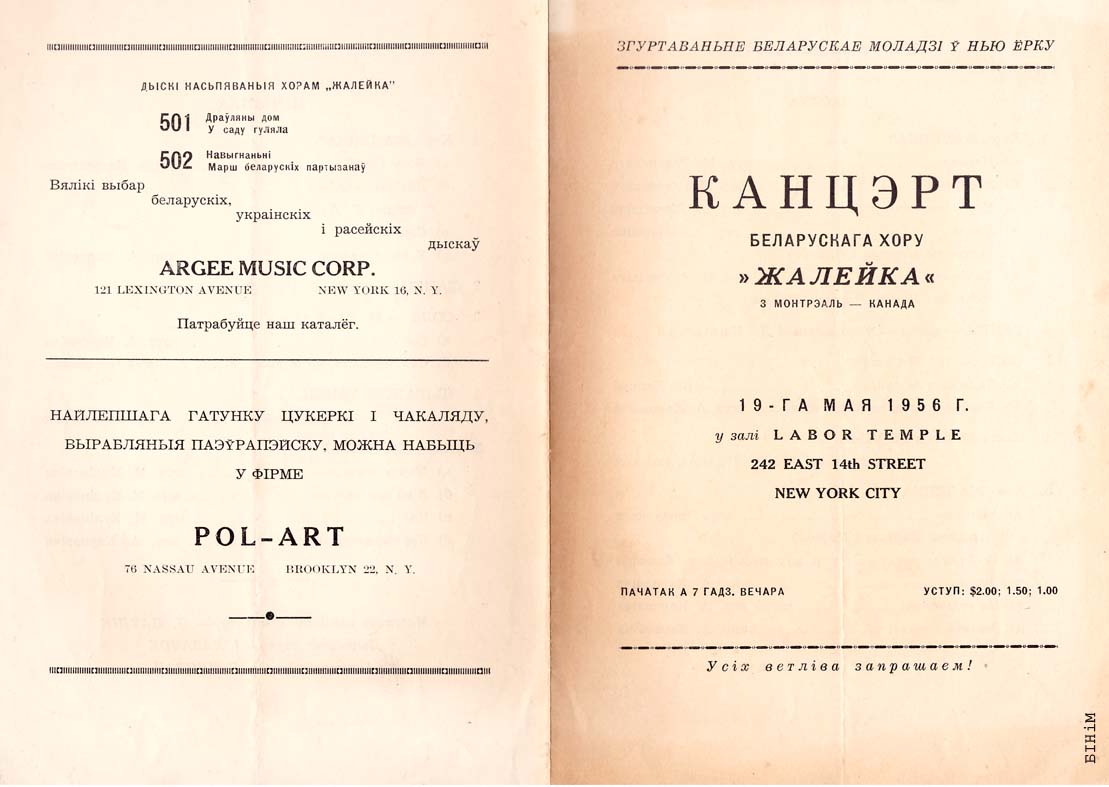 ДЫСКІ НАСЬПЯВАНЫЯ ХОРАМ „ЖАЛЕЙКА"
501 Драўляны дом
У саду гуляла
502 Навыгнаньні
Марш беларускіх партызанаў
Вялікі выбар
беларускіх,
украінскіх
і расейскіх
дыскаў
ARGEE MUSIC CORP.
121 LEXINGTON AVENUE NEW YORK 16, N. Y.
Патрабуйце наш каталёг.
НАЙЛЕПШАГА ГАТУНКУ ЦУКЕРКІ І ЧАКАЛЯДУ,
ВЫРАБЛЯНЫЯ ПАЭЎРАПЭЙСКУ, МОЖНА НАБЫЦЬ
У ФІРМЕ
POL-ART
76 NASSAU AVENUE BROOKLYN 22, N. Y.
ЗГУРТАВАНЬНЕ БЕЛАРУСКАЕ МОЛАДЗІ Ў НЬЮ ЁРКУ
КАНЦЭРТ
БЕЛАРУСКАГА ХОРУ
»ЖАЛЕЙКА«
З МОНТРЭАЛЬ — КАНАДА
19-ГА МАЯ 1956 Г.
у залі LABOR TEMPLE
242 EAST 14th STREET
NEW YORK CITY
ПАЧАТАК А 7 ГАДЗ. ВЕЧАРА УСТУП: $2.00; 1.50; 1.00
Усіх ветліва запрашаем!
БІНіМ